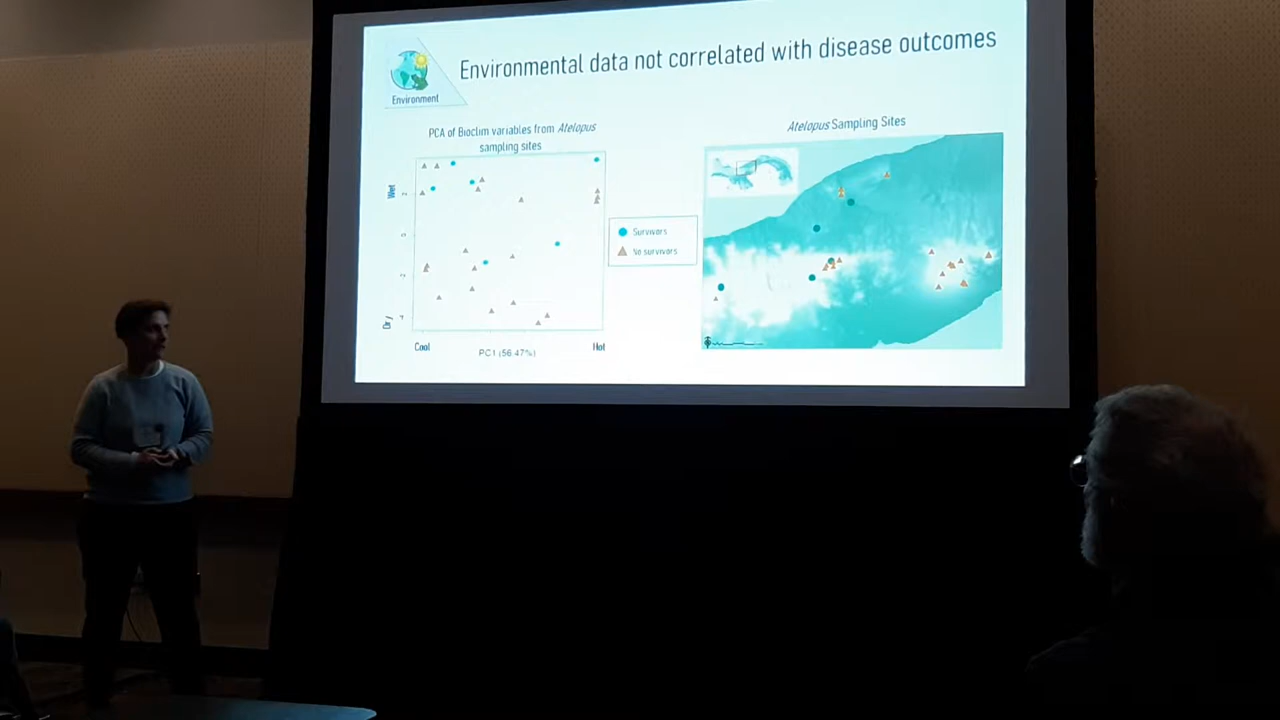 Environmental data not correlated with disease outcomes
Environment
PCA of Bioclim variables from Atelopus
sampling sites
Wet
Dry
Cool
PC1 (56.47%)
Hot
Survivors
No survivors
Atelopus Sampling Sites